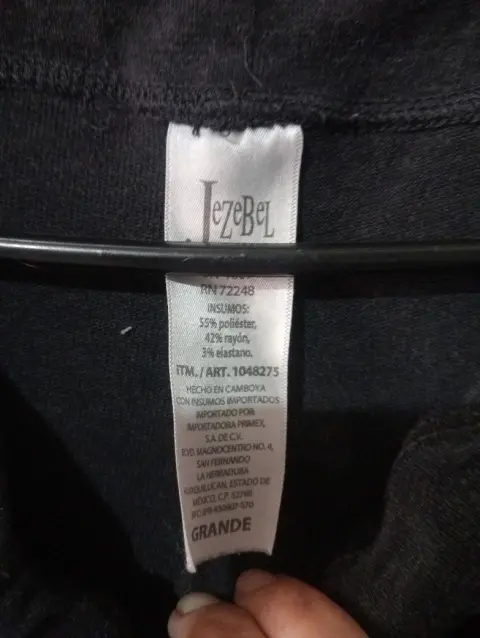 JeZeBeL
RN 72248
INSUMOS:
55% poliéster,
42% rayón,
3% elastano.
ITM. / ART. 1048275
HECHO EN CAMBOYA
CON INSUMOS IMPORTADOS
IMPORTADO POR:
IMPOSTADORA PRIMEX,
S.A. DE C.V.
BLVD. MAGNOCENTRO NO. 4,
SAN FERNANDO
LA HERRADURA
HUIXQUILUCAN, ESTADO DE
MÉXICO, C.P. 52765
GRANDE